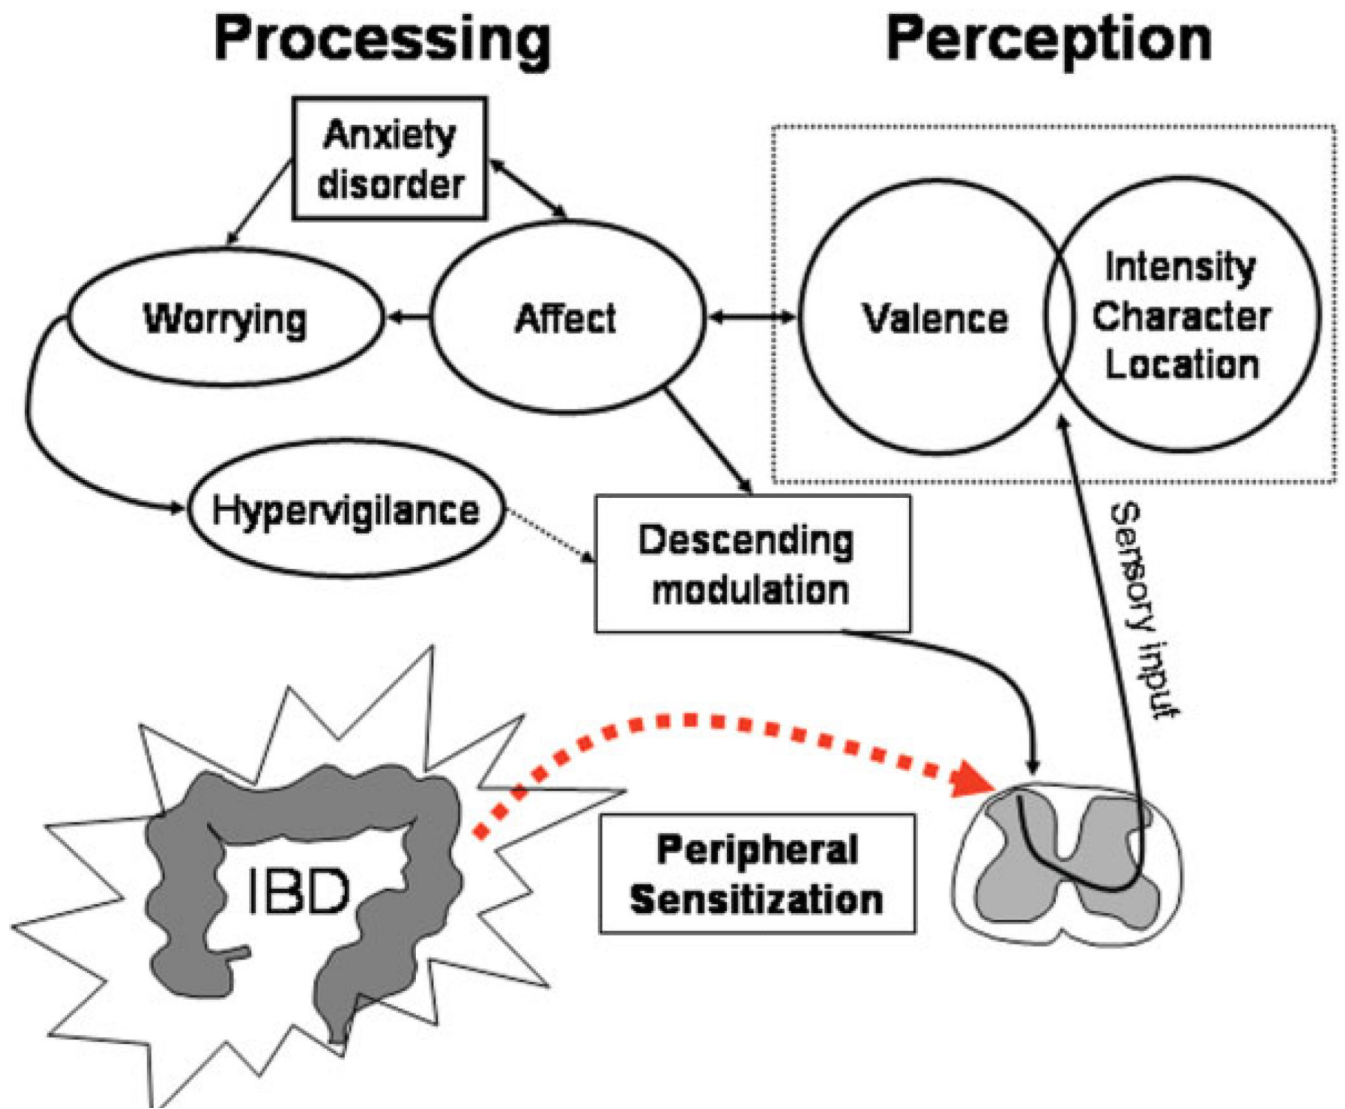 Processing
Perception
Anxiety
disorder
Worrying
Affect
Valence
Intensity
Character
Location
Hypervigilance
Descending
modulation
Sensory input
IBD
Peripheral
Sensitization